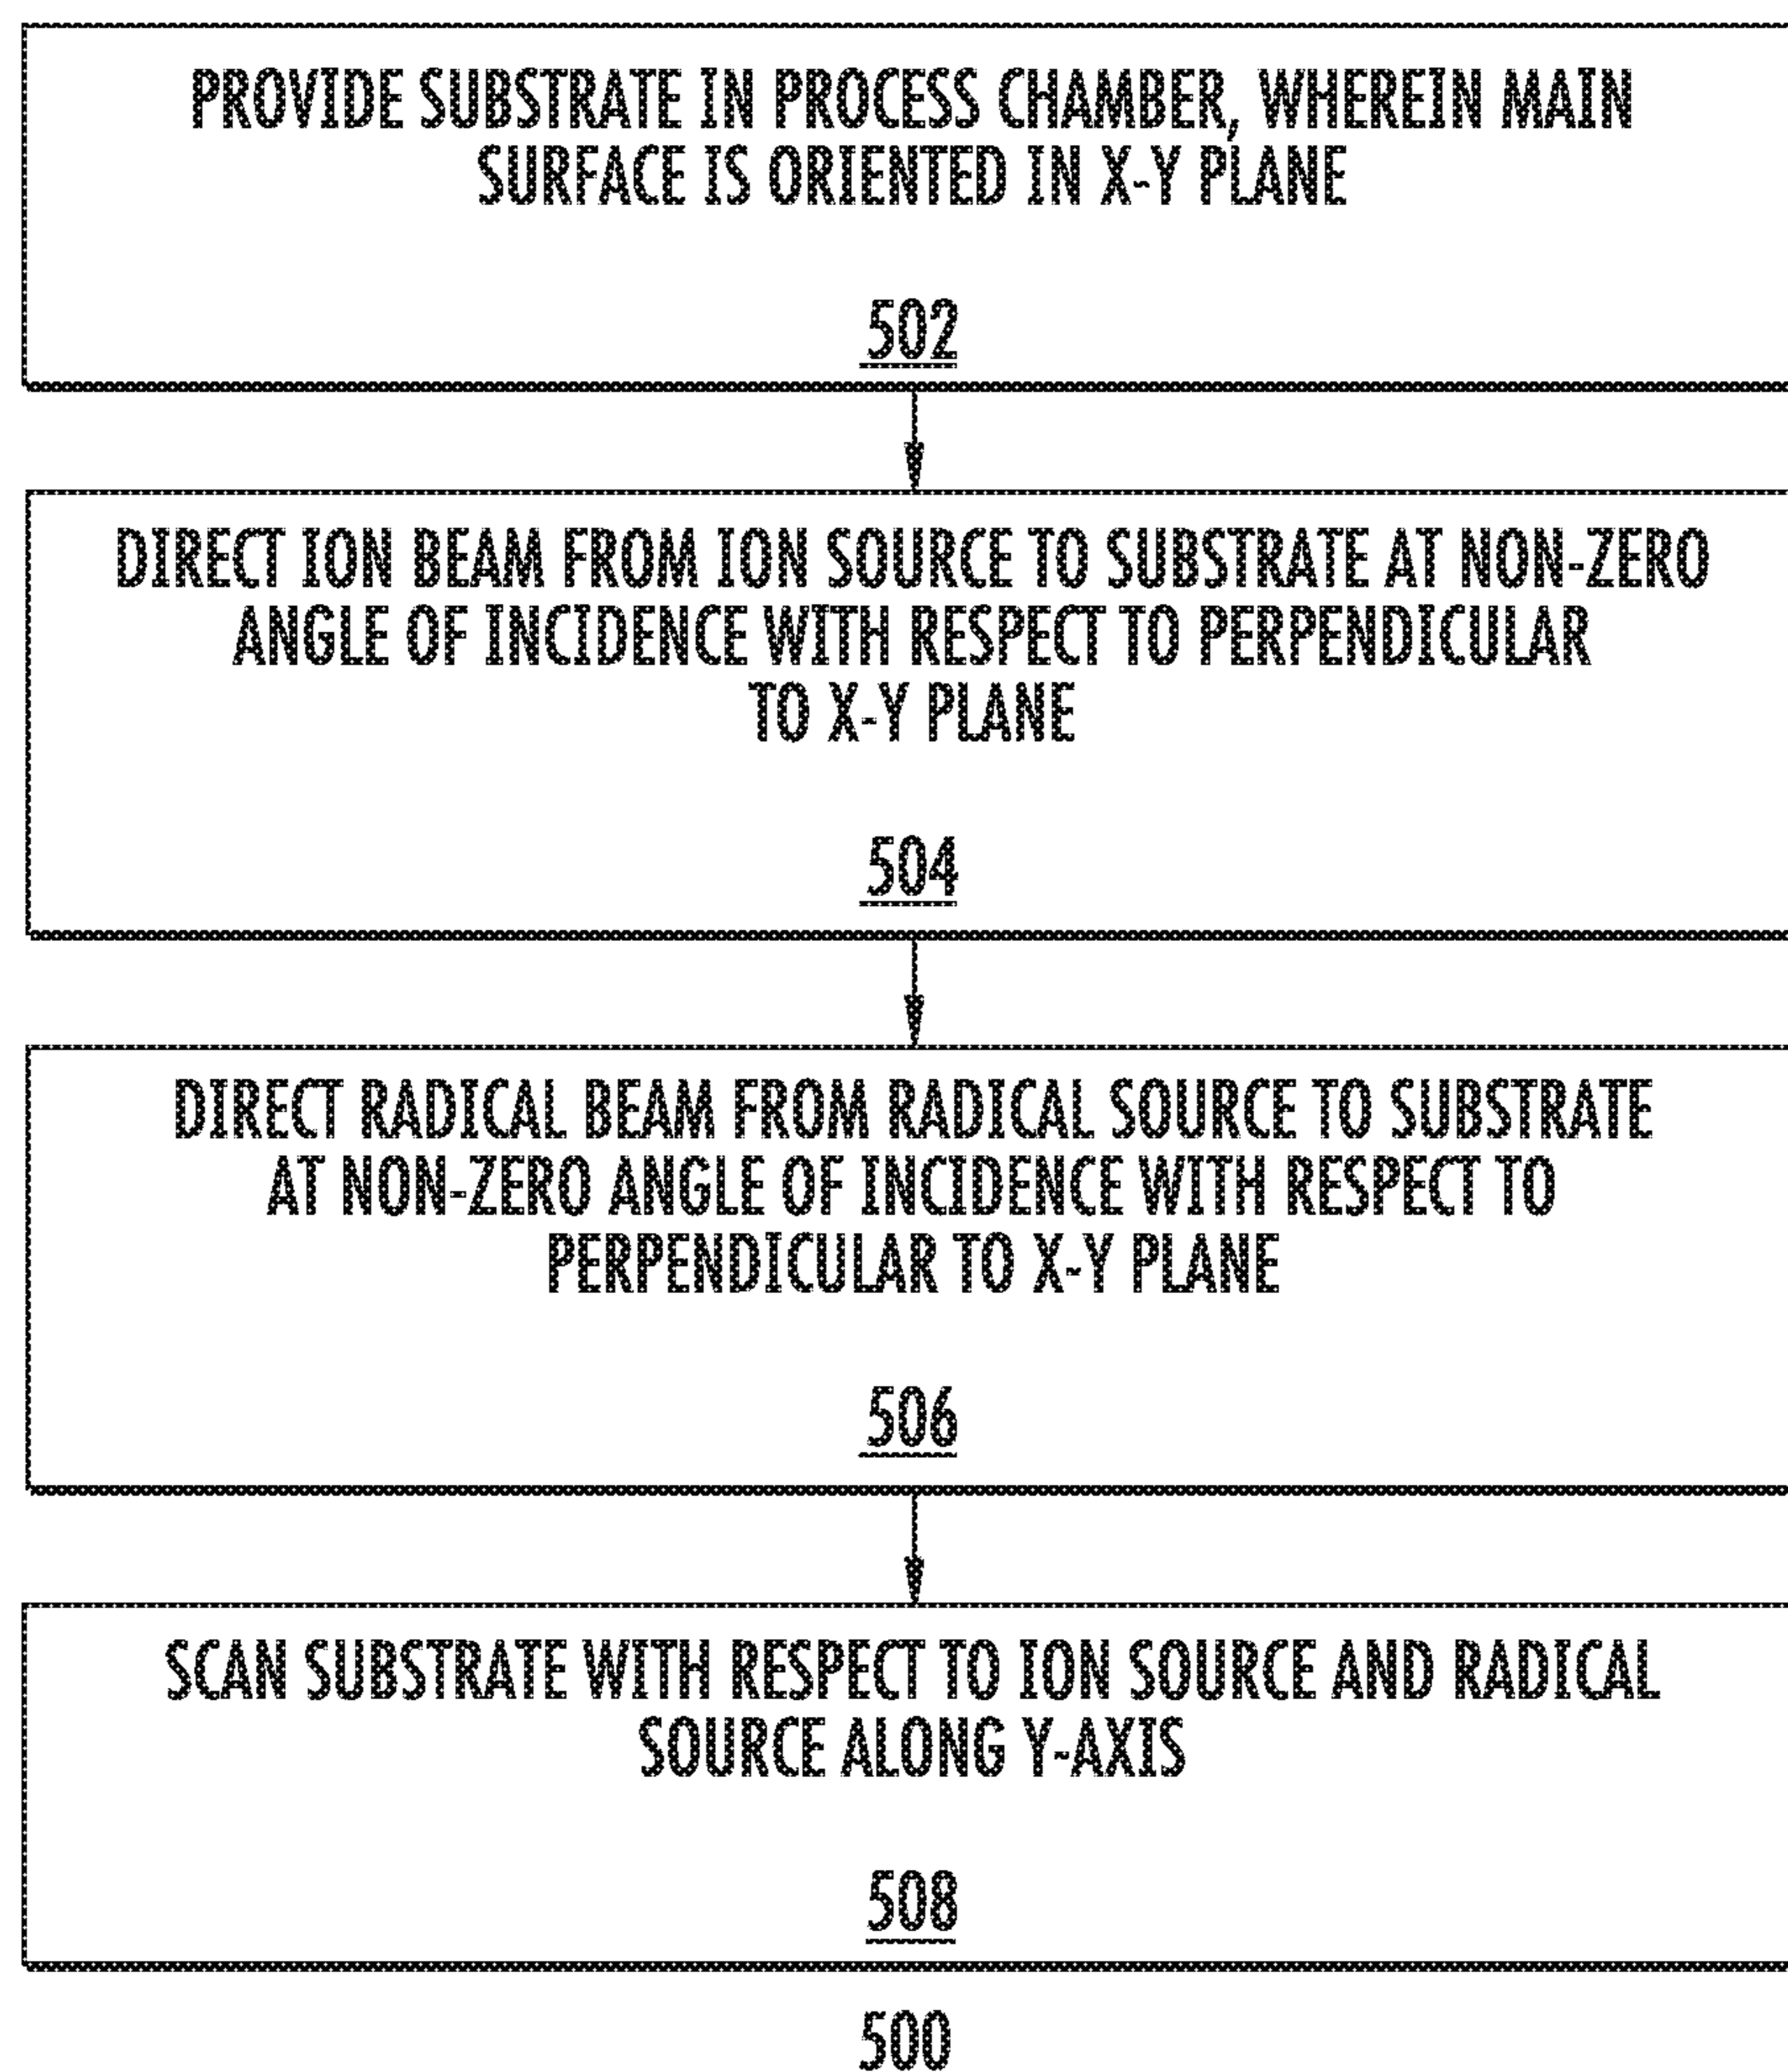 PROVIDE SUBSTRATE IN PROCESS CHAMBER, WHEREIN MAIN
SURFACE IS ORIENTED IN X-Y PLANE
502
DIRECT ION BEAM FROM ION SOURCE TO SUBSTRATE AT NON-ZERO
ANGLE OF INCIDENCE WITH RESPECT TO PERPENDICULAR
TO X-Y PLANE
504
DIRECT RADICAL BEAM FROM RADICAL SOURCE TO SUBSTRATE
AT NON-ZERO ANGLE OF INCIDENCE WITH RESPECT TO
PERPENDICULAR TO X-Y PLANE
506
SCAN SUBSTRATE WITH RESPECT TO ION SOURCE AND RADICAL
SOURCE ALONG Y-AXIS
508
500